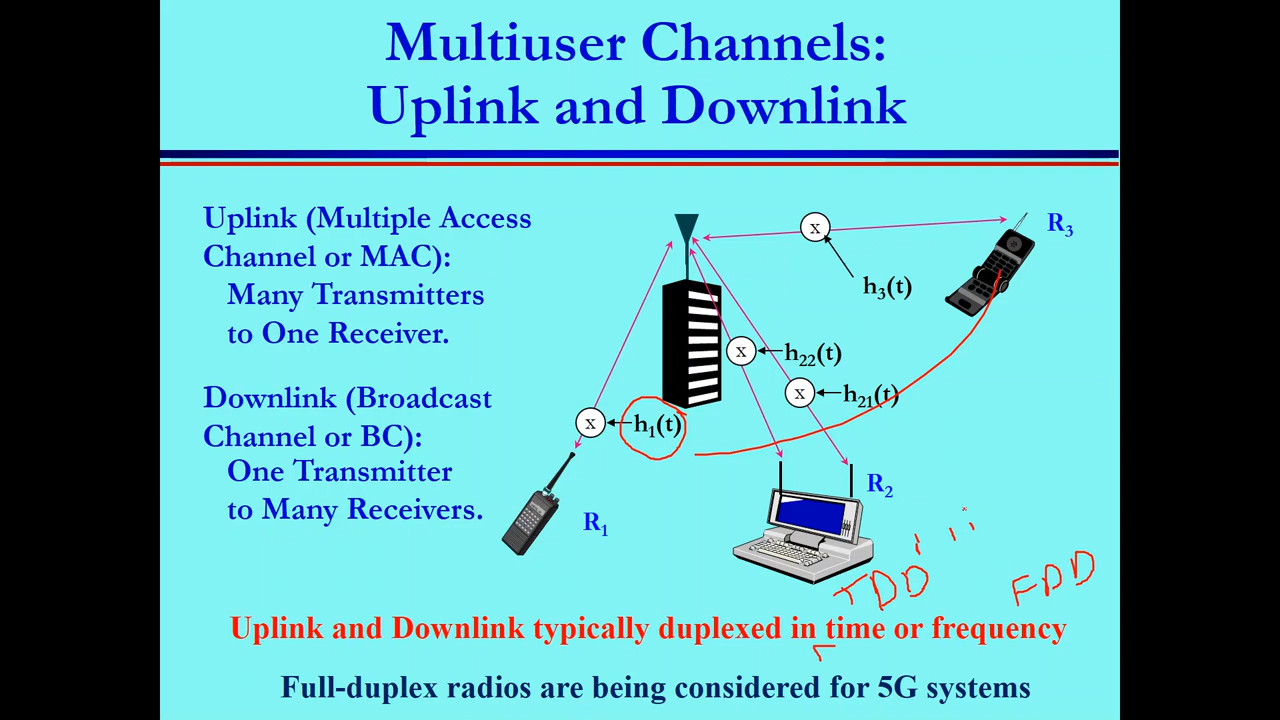 Multiuser Channels:
Uplink and Downlink
Uplink (Multiple Access
Channel or MAC):
Many Transmitters
to One Receiver.
Downlink (Broadcast
Channel or BC):
One Transmitter
to Many Receivers.
x
R3
h3(t)
x
h22(t)
x
h21(t)
x
h1(t)
R2
R1
TDD
FDD
Uplink and Downlink typically duplexed in time or frequency
Full-duplex radios are being considered for 5G systems